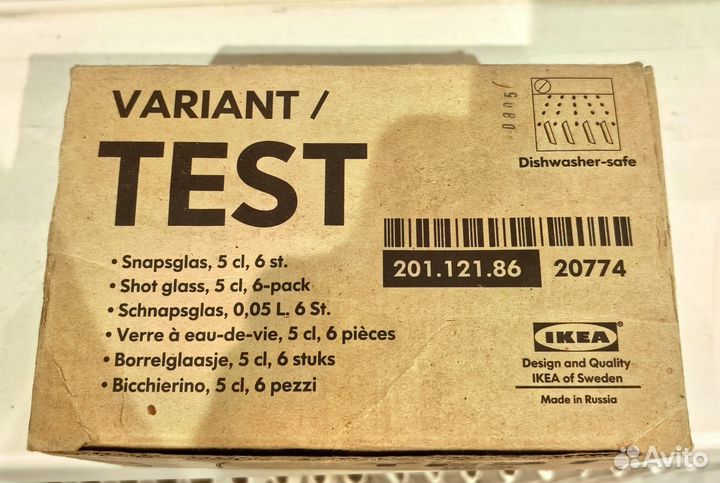 VARIANT /
TEST
• Snapsglas, 5 cl, 6 st.
• Shot glass, 5 cl, 6-pack
• Schnapsglas, 0,05 L. 6 St.
• Verre à eau-de-vie, 5 cl, 6 pièces
• Borrelglaasje, 5 cl, 6 stuks
• Bicchierino, 5 cl, 6 pezzi
0805
Dishwasher-safe
201.121.86 20774
IKEA
Design and Quality
IKEA of Sweden
Made in Russia
Avito